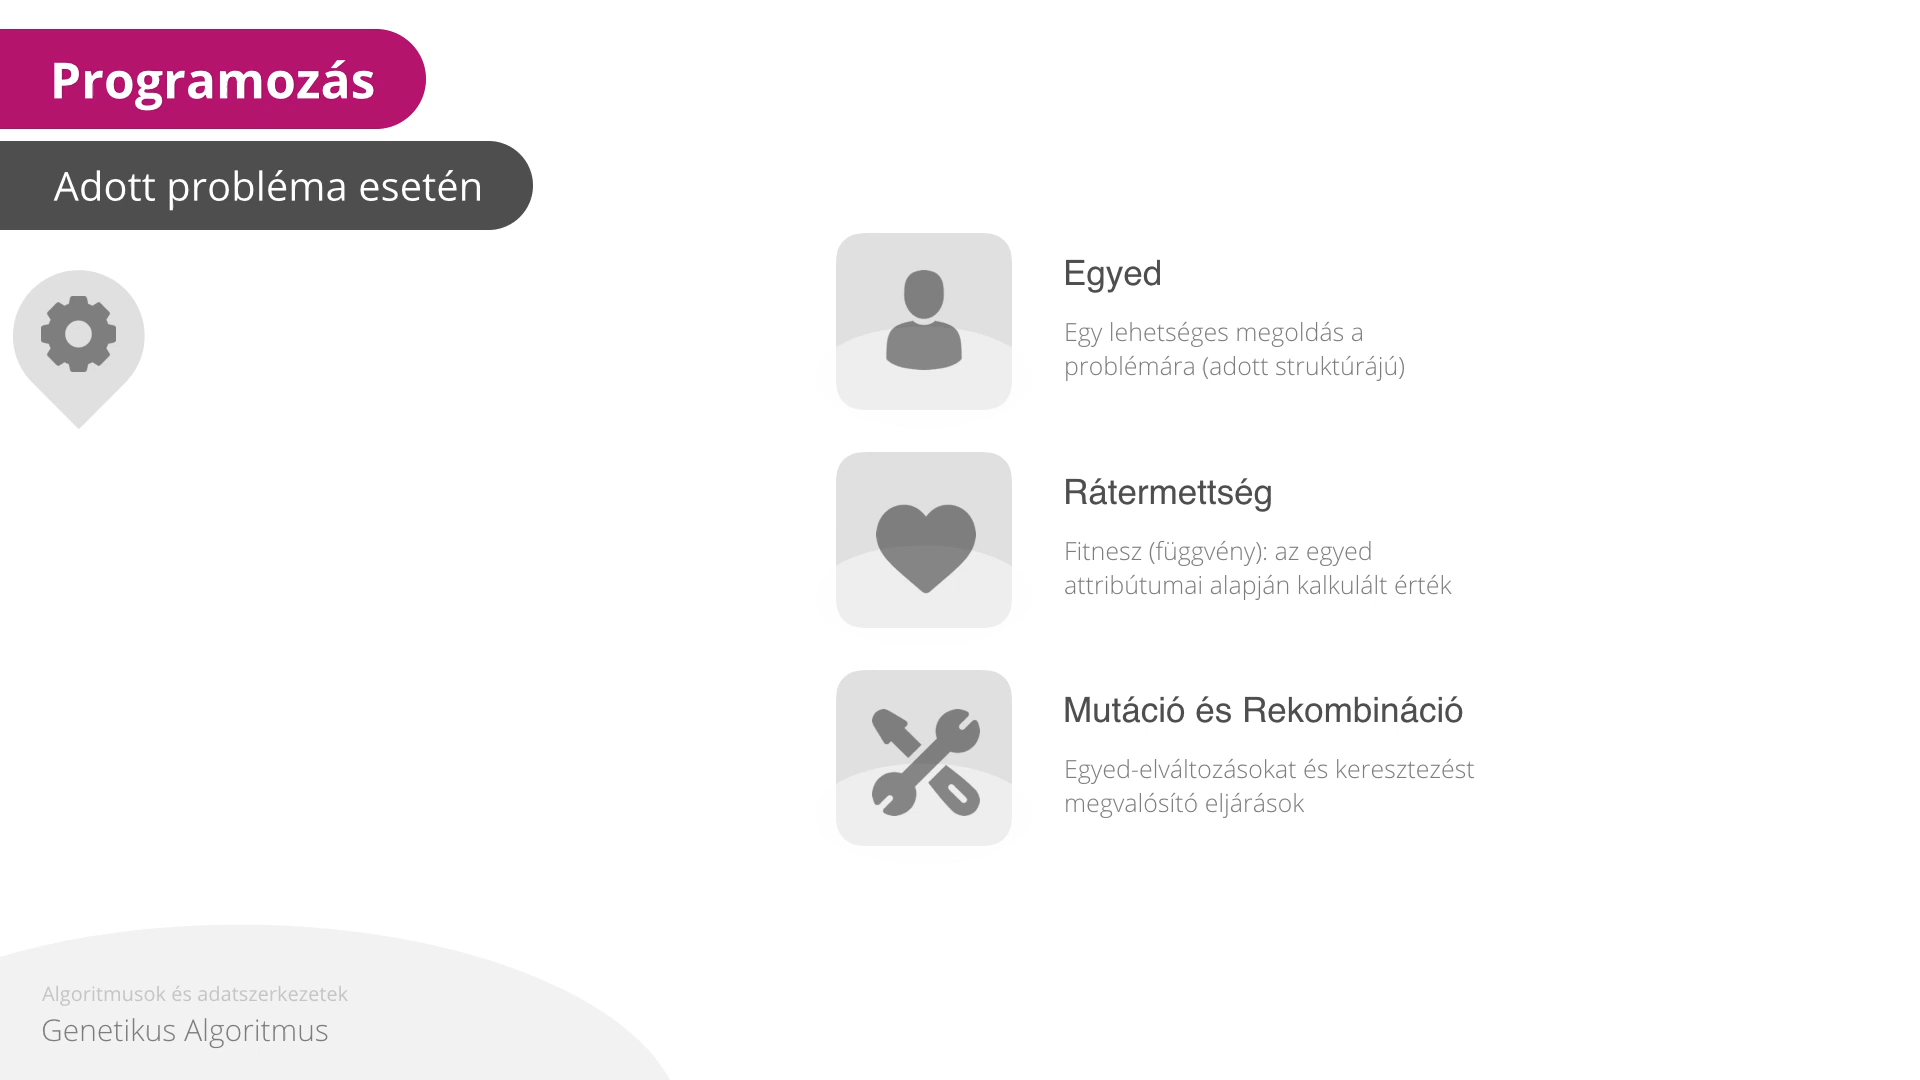 Programozás
Adott probléma esetén
Egyed
Egy lehetséges megoldás a
problémára (adott struktúrájú)
Rátermettség
Fitnesz (függvény): az egyed
attribútumai alapján kalkulált érték
Mutáció és Rekombináció
Egyed-elváltozásokat és keresztezést
megvalósító eljárások
Algoritmusok és adatszerkezetek
Genetikus Algoritmus